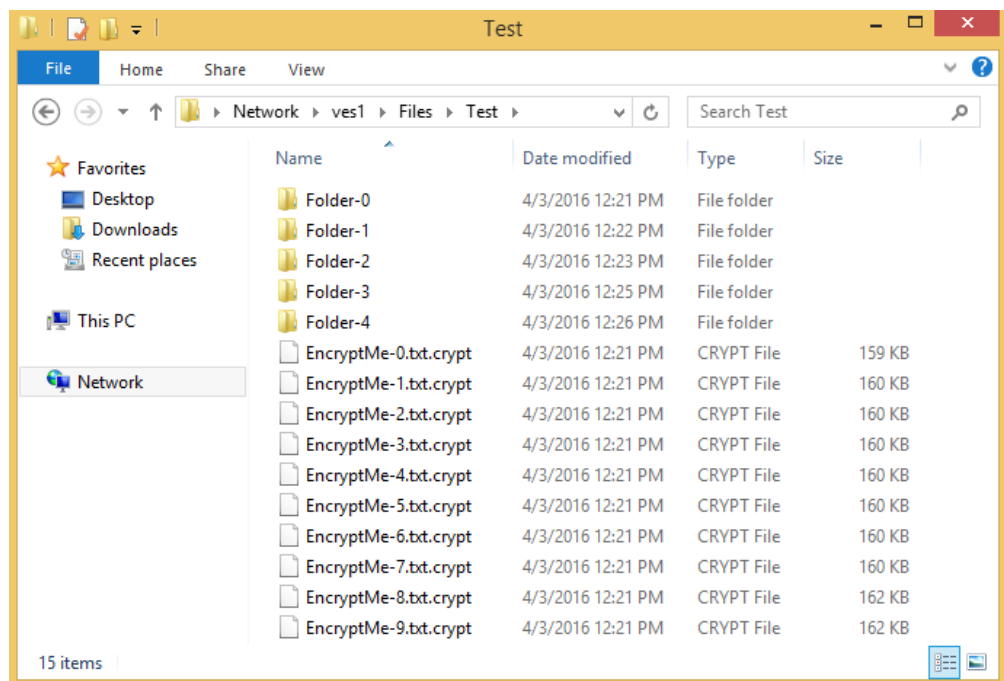 Test
File Home Share View
Network ves1 Files Test Search Test
Name Date modified Type Size
Favorites
Desktop
Downloads
Recent places
This PC
Network
Folder-0 4/3/2016 12:21 PM File folder
Folder-1 4/3/2016 12:22 PM File folder
Folder-2 4/3/2016 12:23 PM File folder
Folder-3 4/3/2016 12:25 PM File folder
Folder-4 4/3/2016 12:26 PM File folder
EncryptMe-0.txt.crypt 4/3/2016 12:21 PM CRYPT File 159 KB
EncryptMe-1.txt.crypt 4/3/2016 12:21 PM CRYPT File 160 KB
EncryptMe-2.txt.crypt 4/3/2016 12:21 PM CRYPT File 160 KB
EncryptMe-3.txt.crypt 4/3/2016 12:21 PM CRYPT File 160 KB
EncryptMe-4.txt.crypt 4/3/2016 12:21 PM CRYPT File 160 KB
EncryptMe-5.txt.crypt 4/3/2016 12:21 PM CRYPT File 160 KB
EncryptMe-6.txt.crypt 4/3/2016 12:21 PM CRYPT File 160 KB
EncryptMe-7.txt.crypt 4/3/2016 12:21 PM CRYPT File 160 KB
EncryptMe-8.txt.crypt 4/3/2016 12:21 PM CRYPT File 162 KB
EncryptMe-9.txt.crypt 4/3/2016 12:21 PM CRYPT File 162 KB
15 items